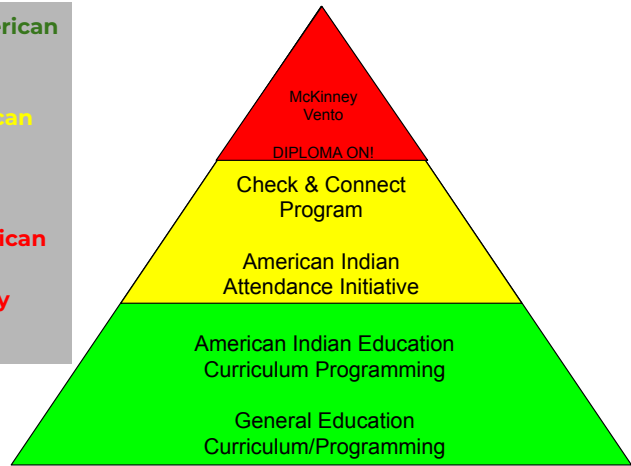 McKinney
Vento
DIPLOMA ON!
Check & Connect
Program
American Indian
Attendance Initiative
American Indian Education
Curriculum Programming
General Education
Curriculum/Programming